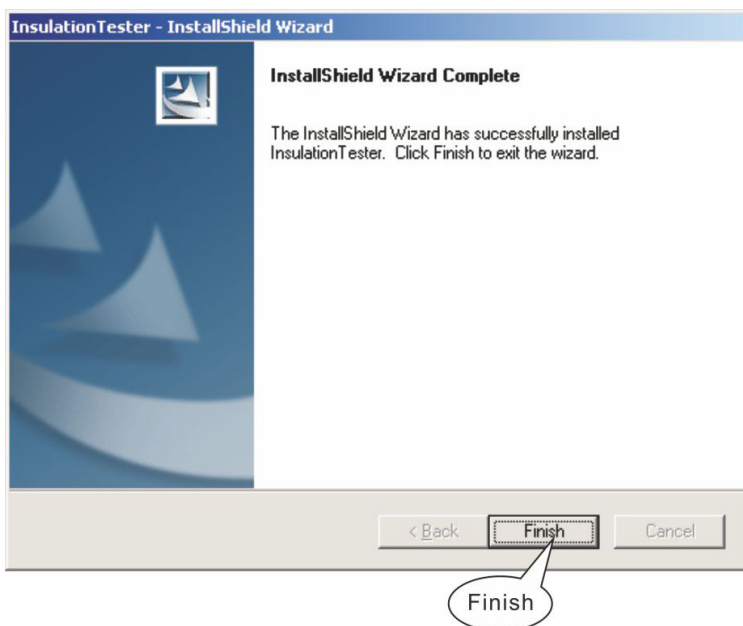 InsulationTester - InstallShield Wizard
InstallShield Wizard Complete
The InstallShield Wizard has successfully installed
InsulationTester. Click Finish to exit the wizard.
< Back
Finish
Cancel
Finish